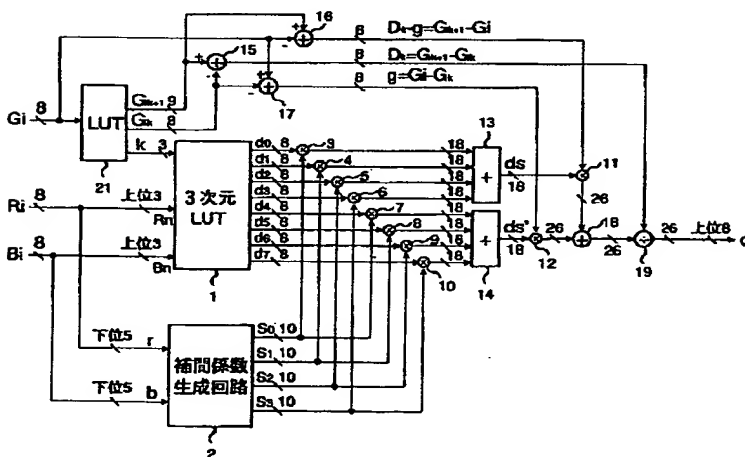 16
8 Dk-g=Gk+1-Gi
15
8 Dk=Gk+1-Gk
8 g=Gi-Gk
17
Gi 8
LUT
21
Gk+1 9
Gk 8
k 3
Ri 8
上位3
Rn
Bi 8
上位3
Bn
3次元
LUT
1
d0 8
d1 8
d2 8
d3 8
d4 8
d5 8
d6 8
d7 8
3
4
5
6
7
8
9
10
18
18
18
18
18
18
18
18
13
+
14
+
ds
18
ds'
18
11
26
12
26
18
26
19
26
上位8
下位5 r
下位5 b
補間係数
生成回路
2
S0 10
S1 10
S2 10
S3 10